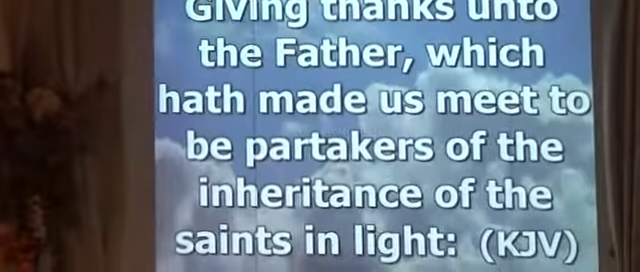 Giving thanks unto
the Father, which
hath made us meet to
be partakers of the
inheritance of the
saints in light: (KJV)